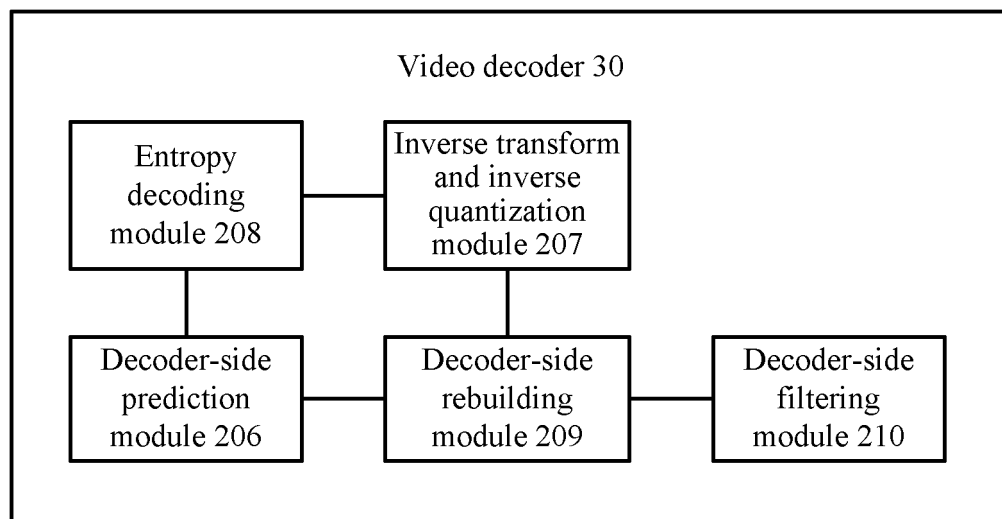 Video decoder 30
Entropy
decoding
module 208
Inverse transform
and inverse
quantization
module 207
Decoder-side
prediction
module 206
Decoder-side
rebuilding
module 209
Decoder-side
filtering
module 210